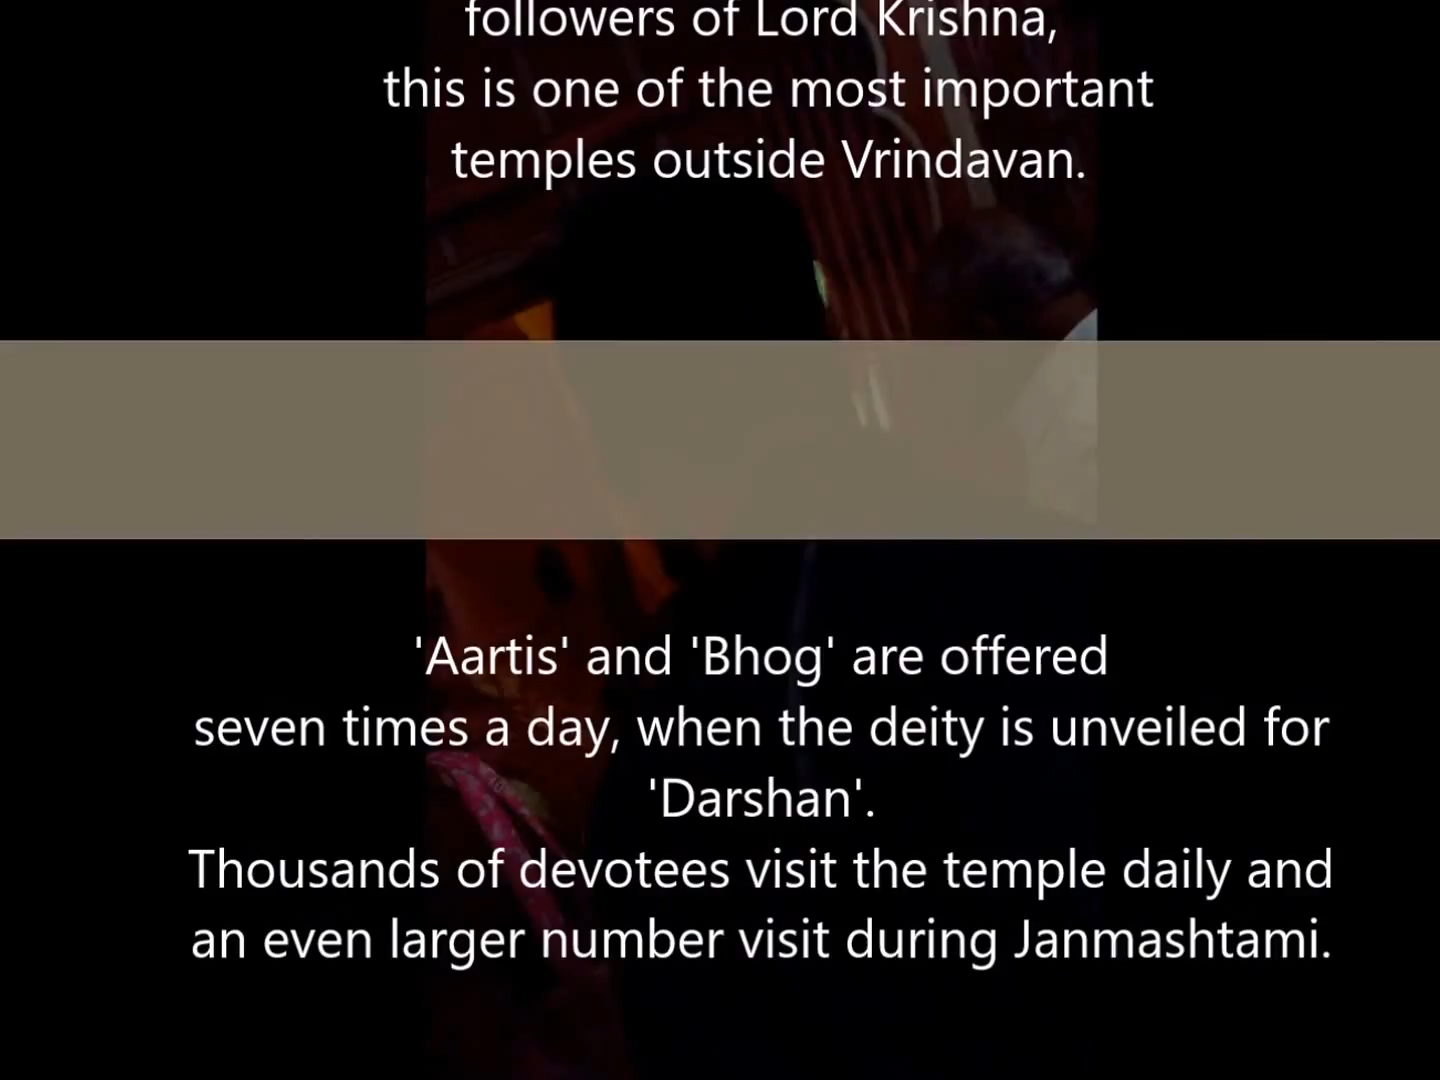 followers of Lord Krishna,
this is one of the most important
temples outside Vrindavan.
'Aartis' and 'Bhog' are offered
seven times a day, when the deity is unveiled for
'Darshan'.
Thousands of devotees visit the temple daily and
an even larger number visit during Janmashtami.